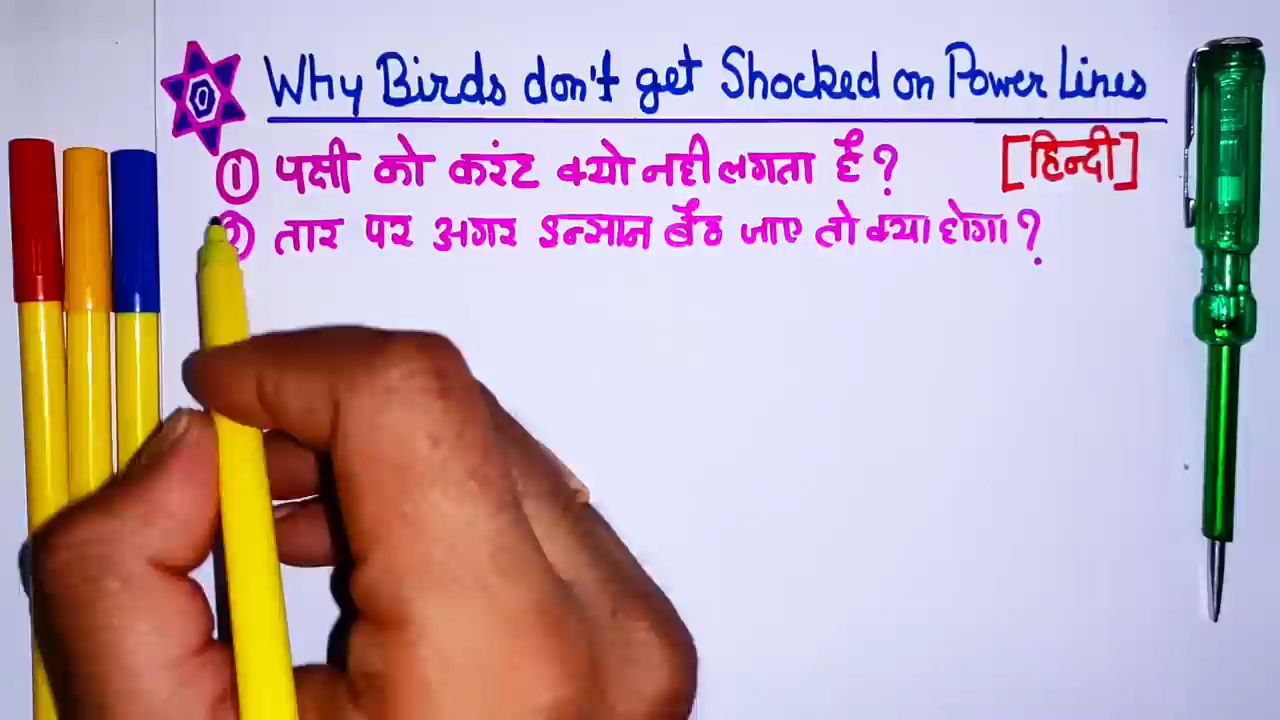 Why Birds don't get Shocked on Power Lines
① पक्षी को करंट क्यो नही लगता है ? [हिन्दी]
② तार पर अगर इन्सान बैठ जाए तो क्या होगा ?